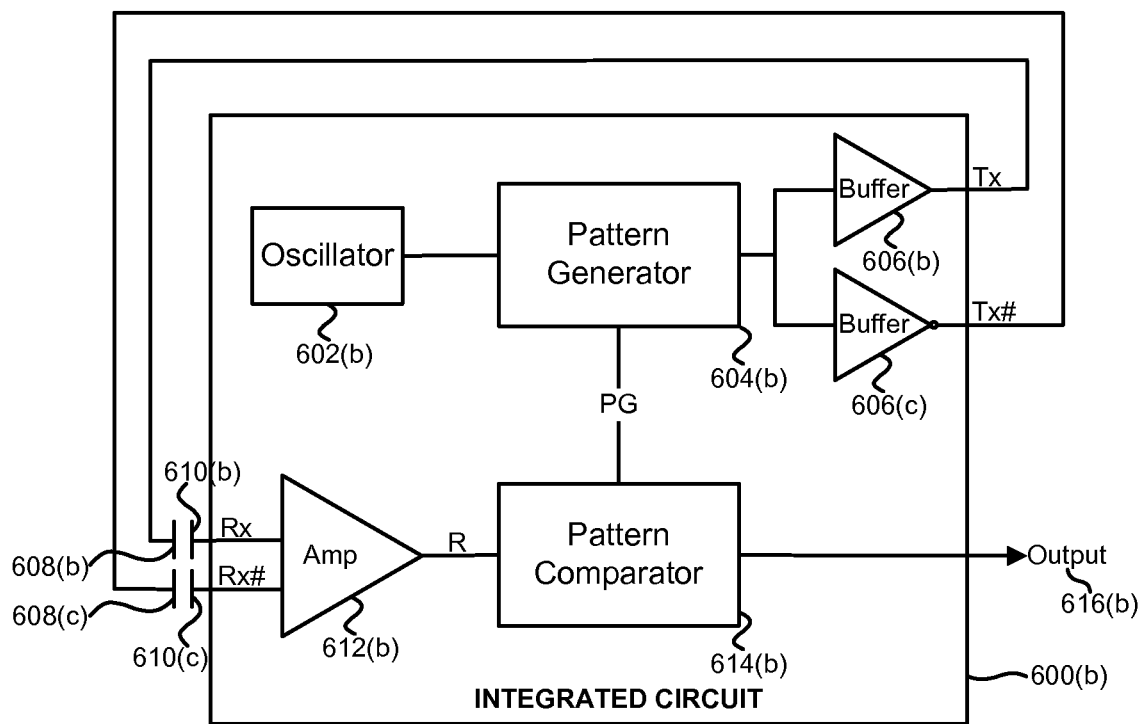 Tx
Buffer
606(b)
Oscillator
602(b)
Pattern
Generator
604(b)
Tx#
Buffer
606(c)
PG
610(b)
Rx
608(b)
Rx#
608(c)
610(c)
Amp
612(b)
R
Pattern
Comparator
614(b)
Output
616(b)
600(b)
INTEGRATED CIRCUIT